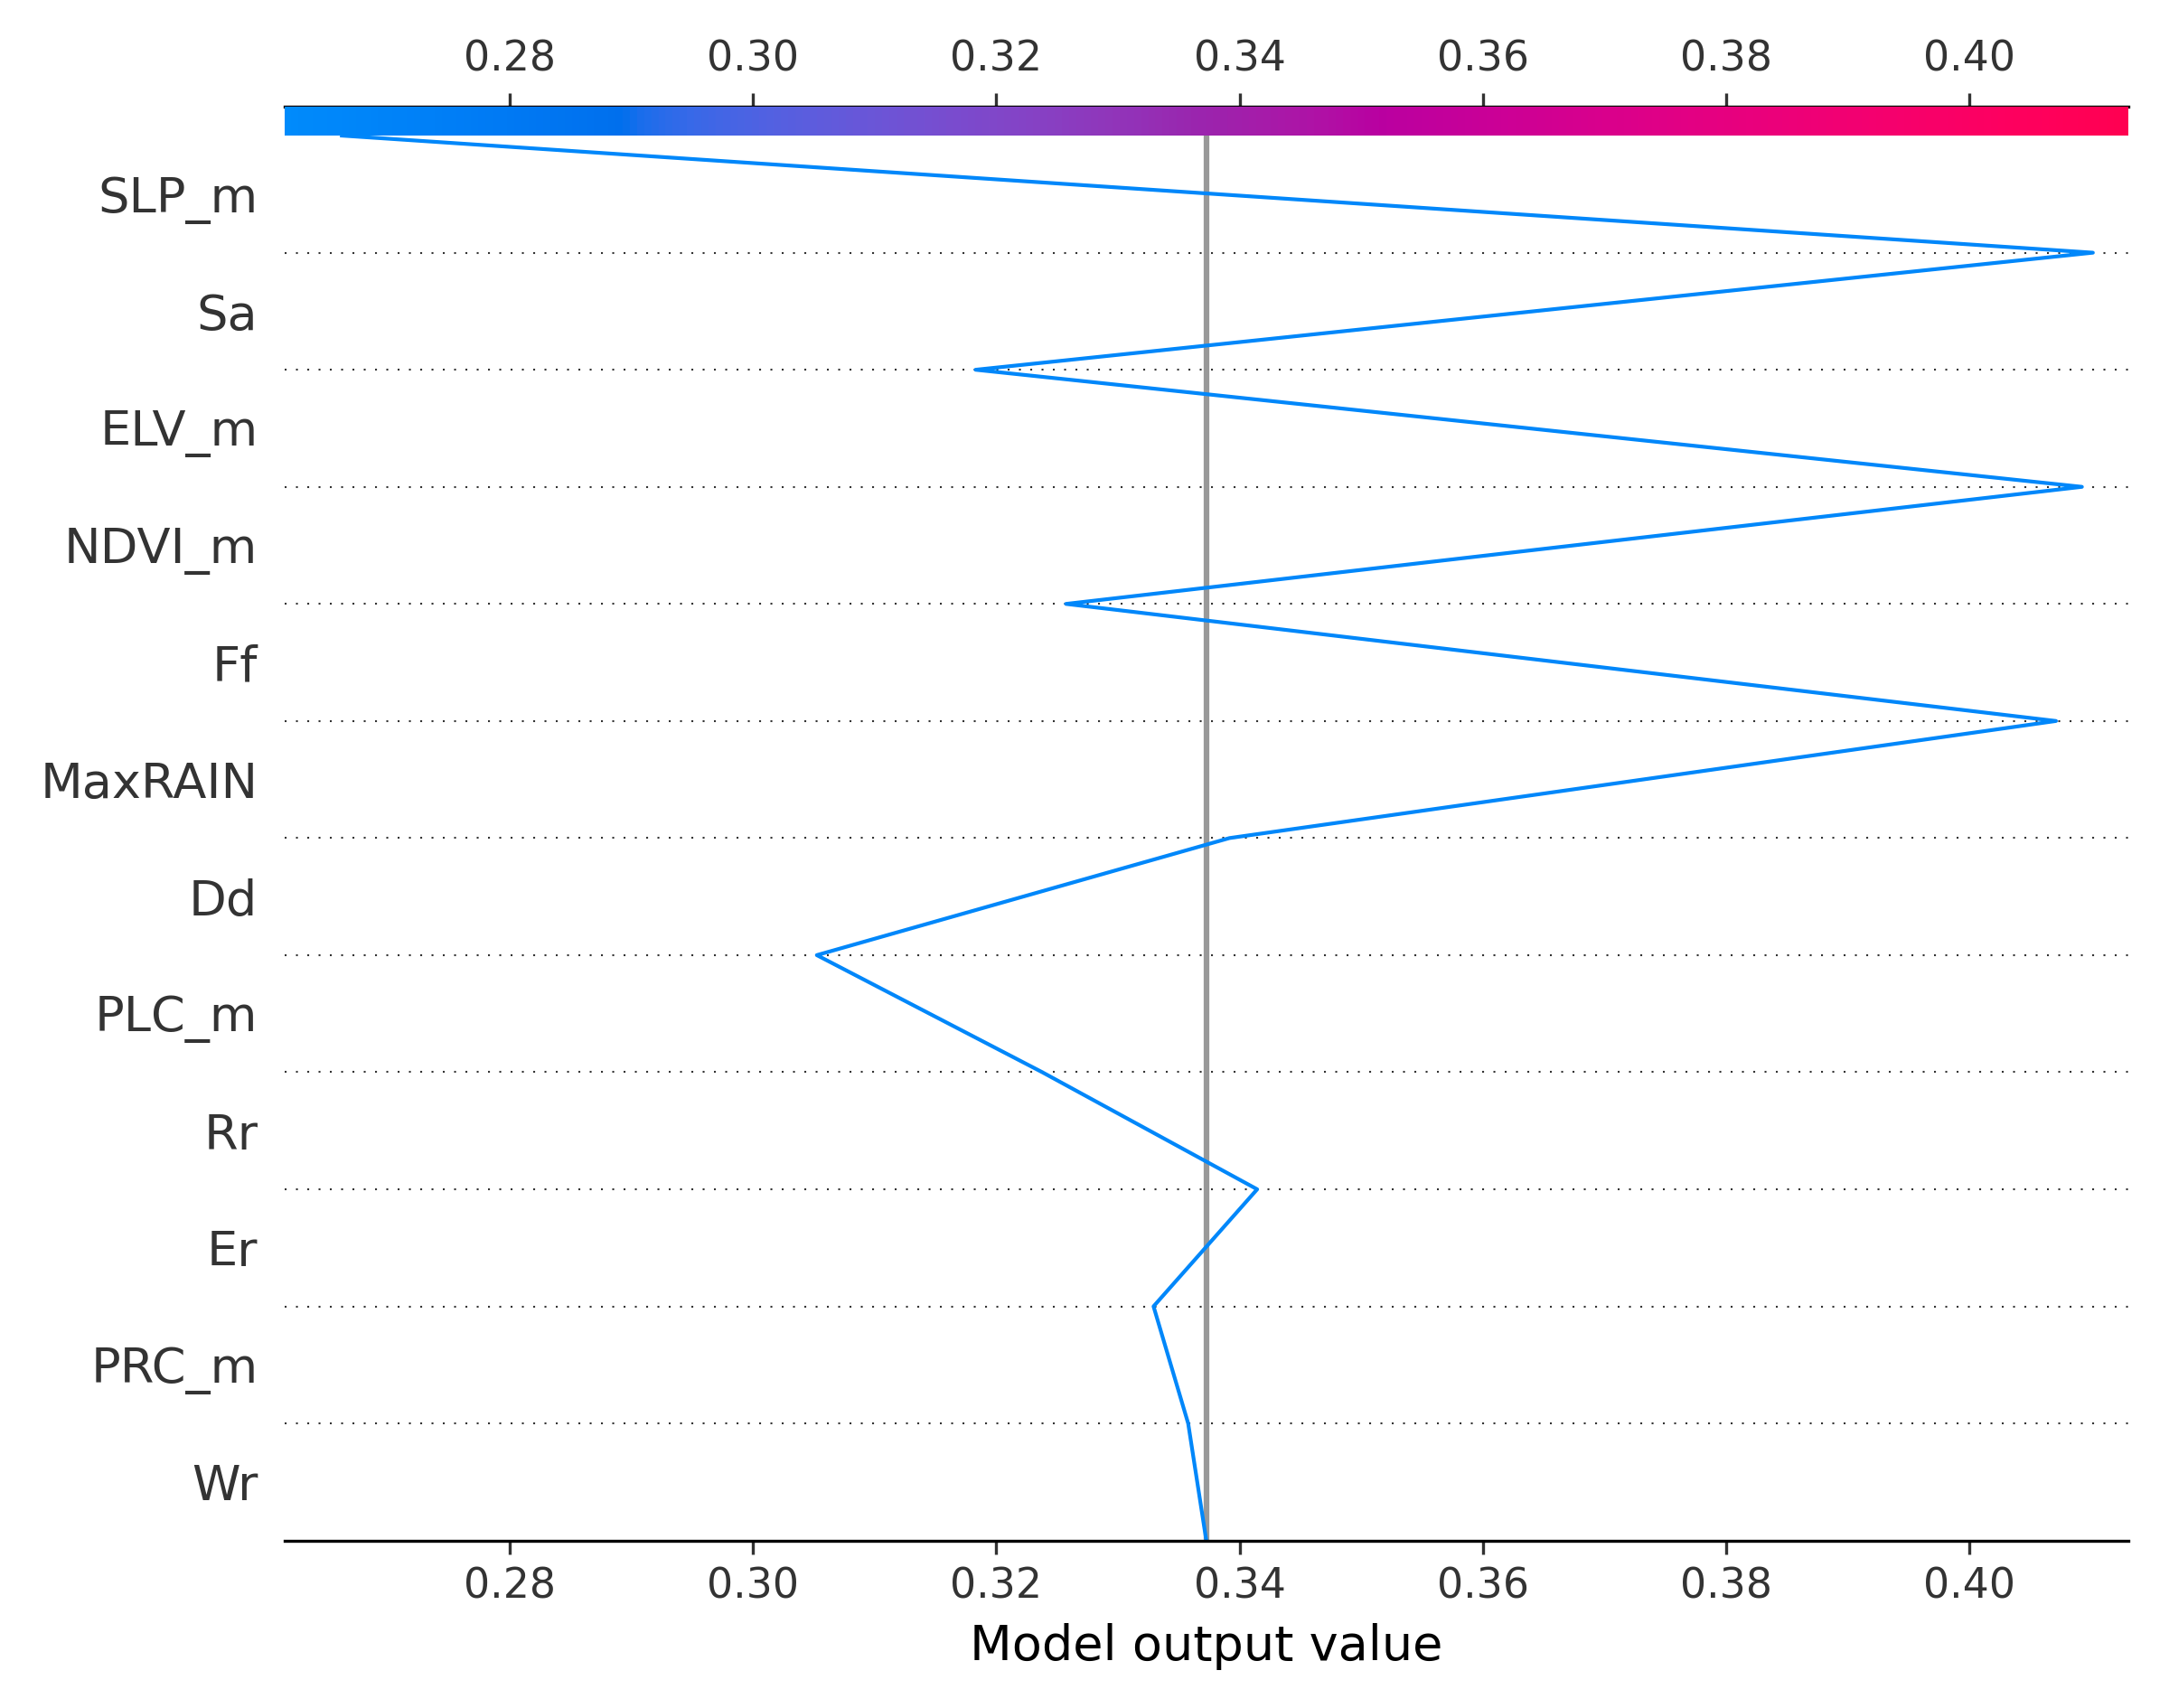 0.28 0.30 0.32 0.34 0.36 0.38 0.40
SLP_m
Sa
ELV_m
NDVI_m
Ff
MaxRAIN
Dd
PLC_m
Rr
Er
PRC_m
Wr
0.28 0.30 0.32 0.34 0.36 0.38 0.40
Model output value